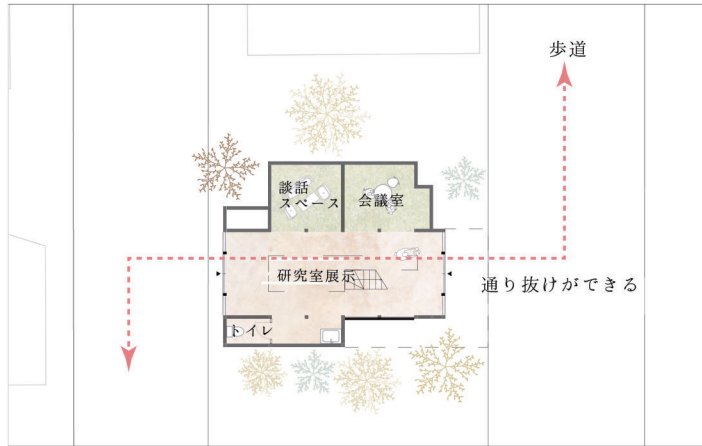 歩道
談話
スペース
会議室
研究室展示
通り抜けができる
トイレ